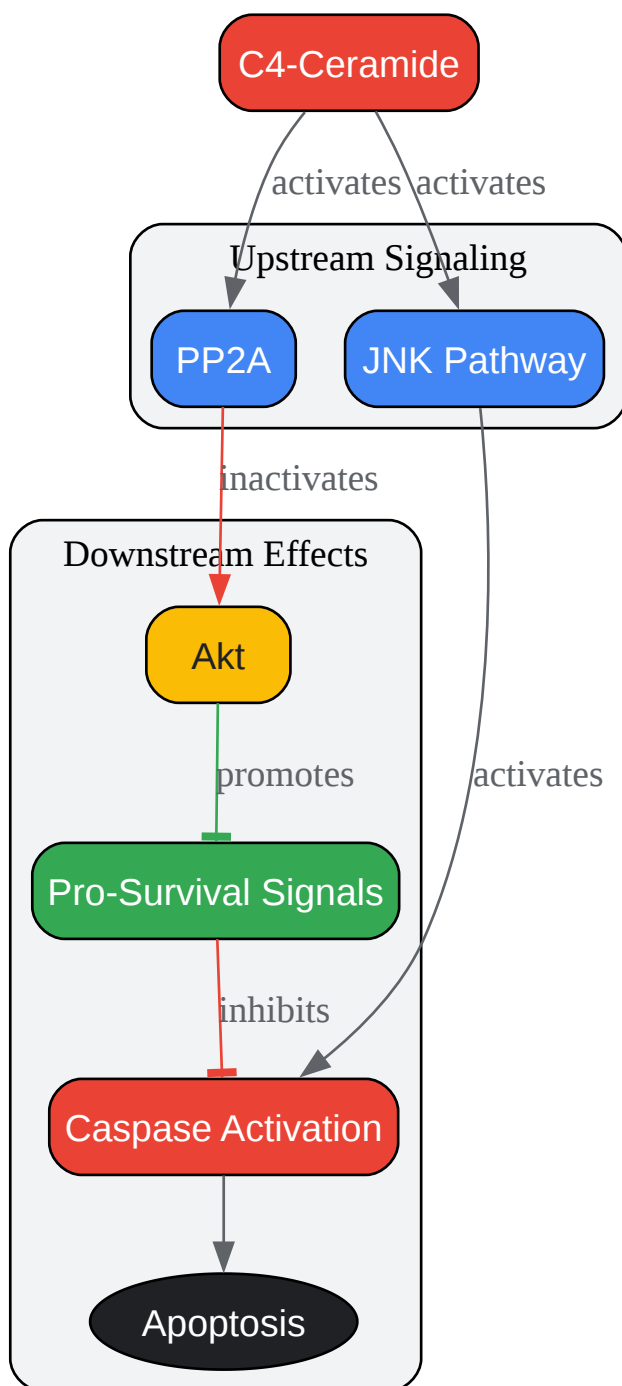 C4-Ceramide
activates activates
Upstream Signaling
PP2A
JNK Pathway
inactivates
Downstream Effects
Akt
promotes
activates
Pro-Survival Signals
inhibits
Caspase Activation
Apoptosis